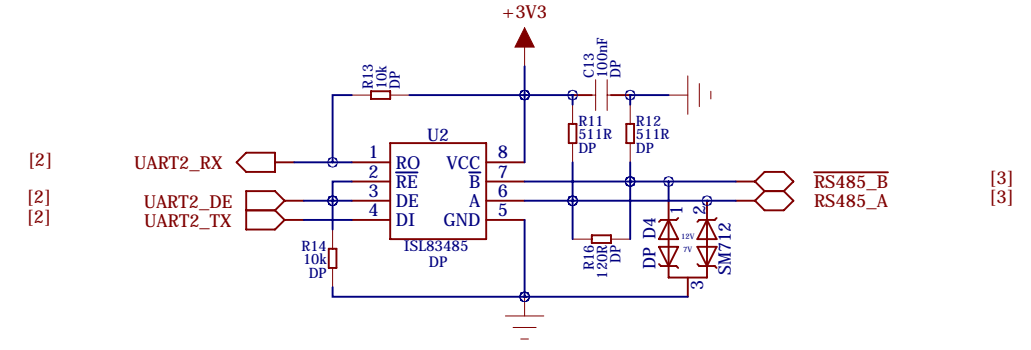 +3V3
R13
10k
DP
C13
100nF
DP
R11
511R
DP
R12
511R
DP
U2
[2]
UART2_RX
1
RO
VCC
8
2
RE
B
7
[2]
UART2_DE
3
DE
A
6
[2]
UART2_TX
4
DI
GND
5
ISL83485
DP
RS485_B
[3]
RS485_A
[3]
R14
10k
DP
R16
120R
DP
1
2
DP D4
12V
7V
SM712
3